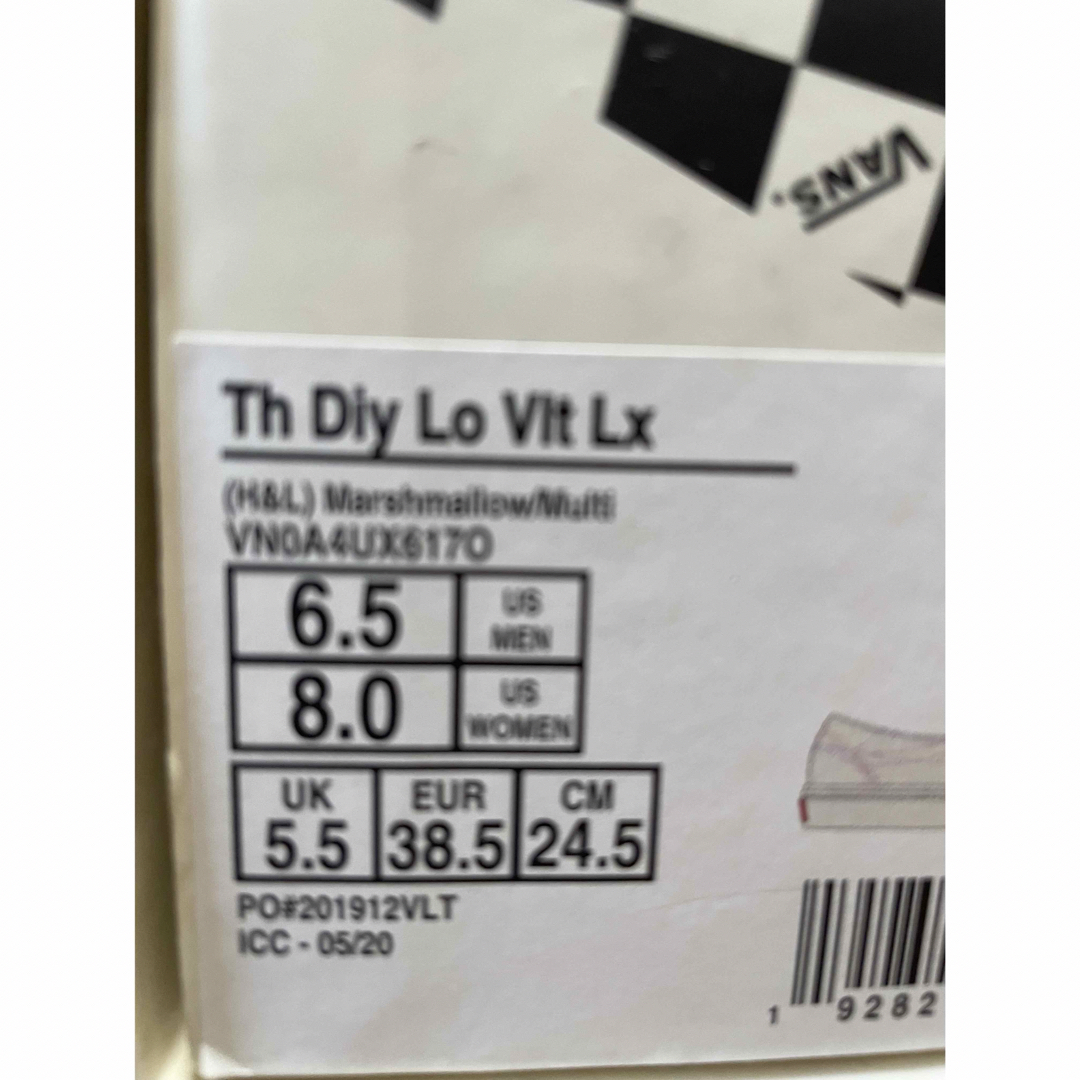 VANS.
Th Diy Lo Vlt Lx
(H&L) Marshmallow/Multi
VN0A4UX617O
6.5 US MEN
8.0 US WOMEN
UK EUR CM
5.5 38.5 24.5
PO#201912VLT
ICC - 05/20
1 9282